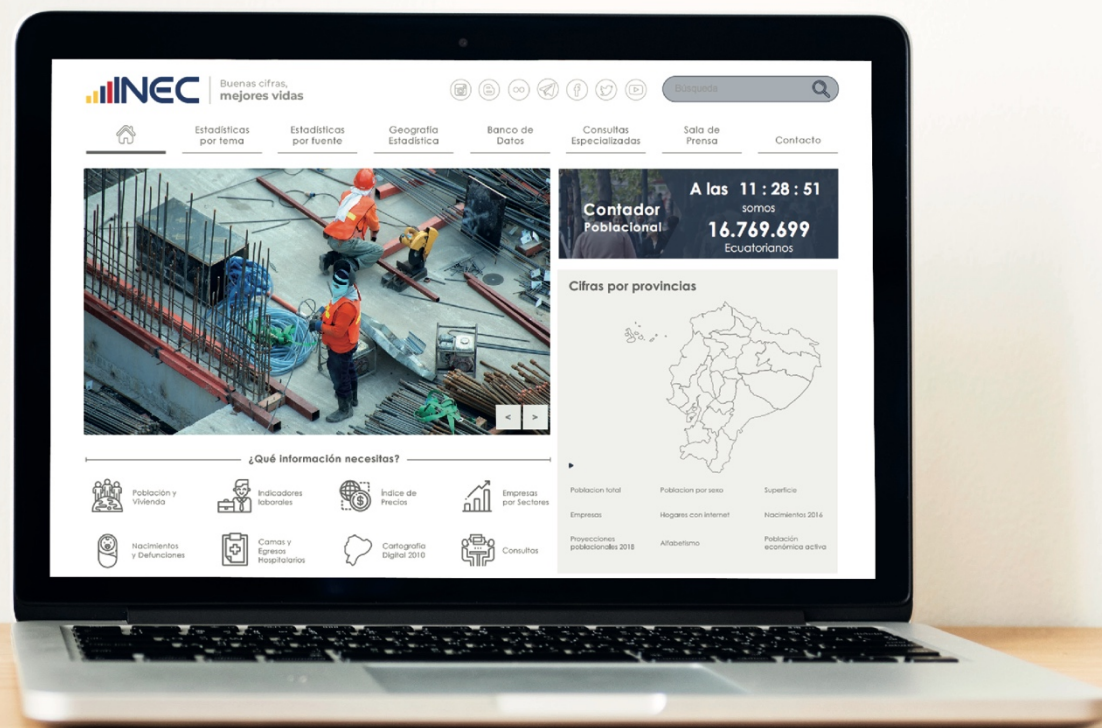 INEC
Buenas cifras,
mejores vidas
Búsqueda
Estadísticas
por tema
Estadísticas
por fuente
Geografía
Estadística
Banco de
Datos
Consultas
Especializadas
Sala de
Prensa
Contacto
Contador
Poblacional
A las 11 : 28 : 51
somos
16.769.699
Ecuatorianos
< >
Cifras por provincias
Poblacion total
Poblacion por sexo
Superficie
Empresas
Hogares con internet
Nacimientos 2016
Proyecciones
poblacionales 2018
Alfabetismo
Población
económica activa
¿Qué información necesitas?
Población y
Vivienda
Indicadores
laborales
Índice de
Precios
Empresas
por Sectores
Nacimientos
y Defunciones
Camas y
Egresos
Hospitalarios
Cartografía
Digital 2010
Consultas